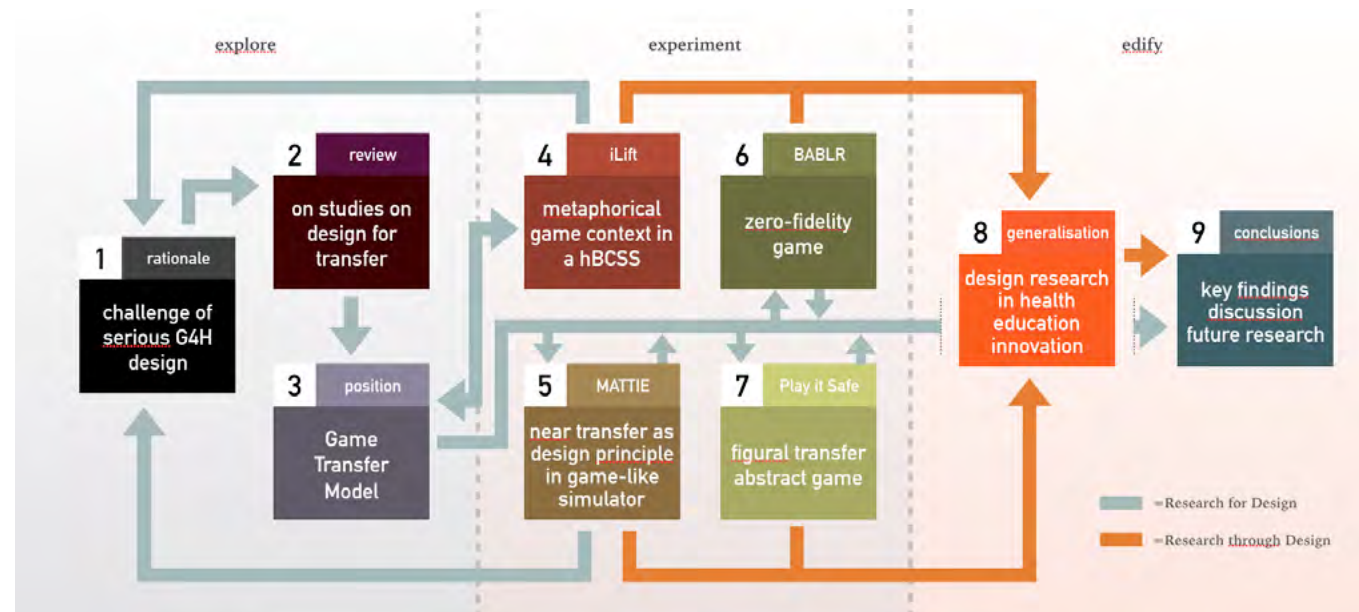 explore
experiment
edify
1
rationale
challenge of
serious G4H
design
2
review
on studies on
design for
transfer
3
position
Game
Transfer
Model
4
iLift
metaphorical
game context in
a hBCSS
5
MATTIE
near transfer as
design principle
in game-like
simulator
6
BABLR
zero-fidelity
game
7
Play it Safe
figural transfer
abstract game
8
generalisation
design research
in health
education
innovation
9
conclusions
key findings
discussion
future research
=Research for Design
=Research through Design